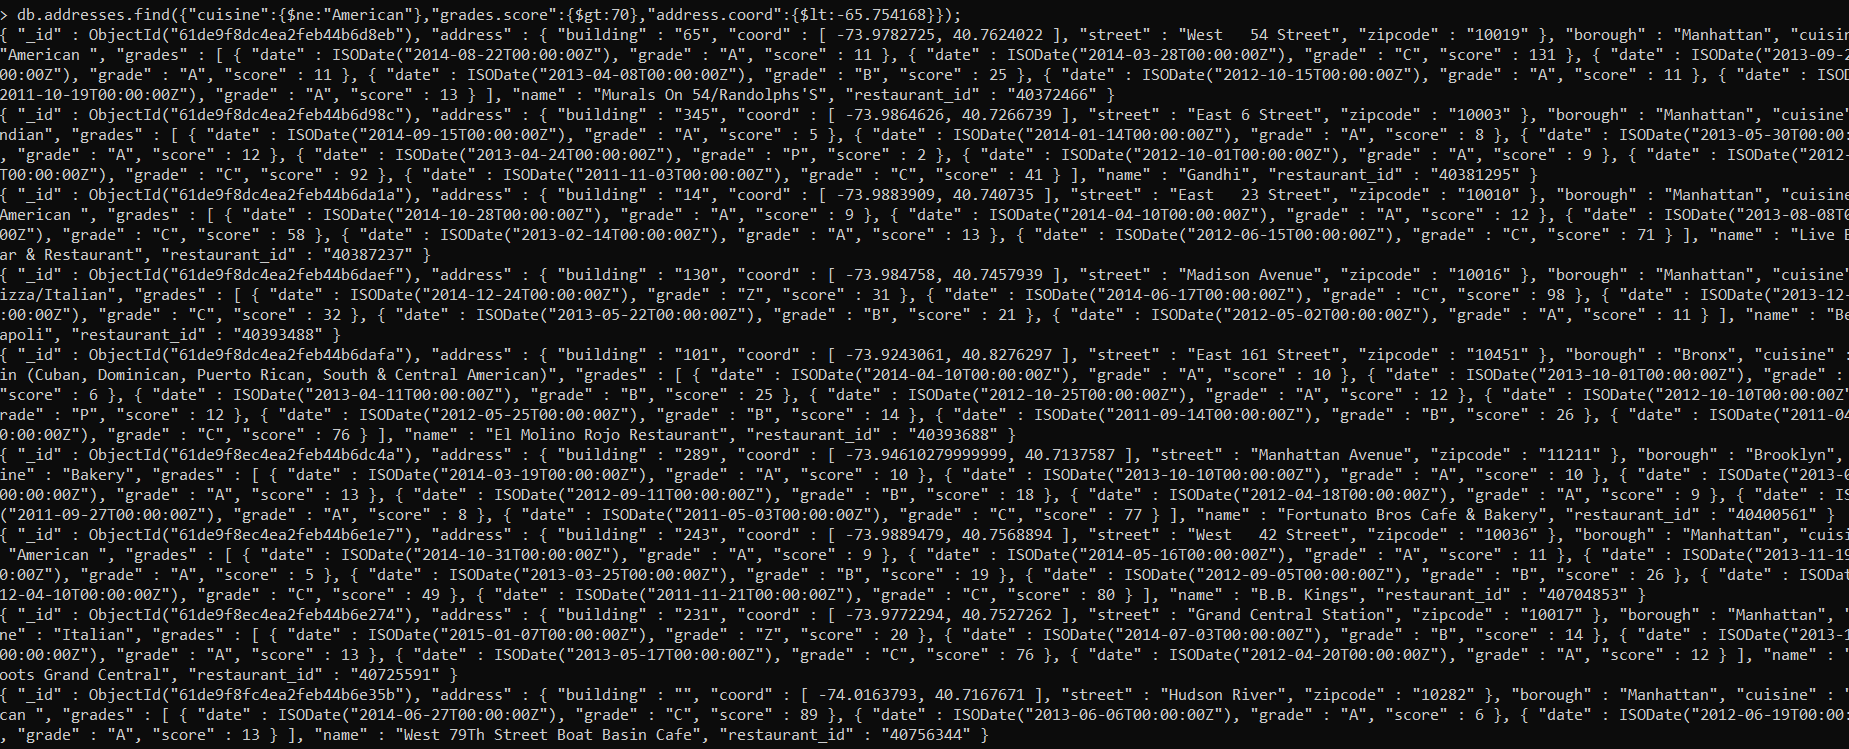 > db.addresses.find({"cuisine":{$ne:"American"},"grades.score":{$gt:70},"address.coord":{$lt:-65.754168}});
{ "_id" : ObjectId("61de9f8dc4ea2feb44b6d8eb"), "address" : { "building" : "65", "coord" : [ -73.9782725, 40.7624022 ], "street" : "West   54 Street", "zipcode" : "10019" }, "borough" : "Manhattan", "cuisin
"American ", "grades" : [ { "date" : ISODate("2014-08-22T00:00:00Z"), "grade" : "A", "score" : 11 }, { "date" : ISODate("2014-03-28T00:00:00Z"), "grade" : "C", "score" : 131 }, { "date" : ISODate("2013-09-2
00:00Z"), "grade" : "A", "score" : 11 }, { "date" : ISODate("2013-04-08T00:00:00Z"), "grade" : "B", "score" : 25 }, { "date" : ISODate("2012-10-15T00:00:00Z"), "grade" : "A", "score" : 11 }, { "date" : ISOD
2011-10-19T00:00:00Z"), "grade" : "A", "score" : 13 } ], "name" : "Murals On 54/Randolphs'S", "restaurant_id" : "40372466" }
{ "_id" : ObjectId("61de9f8dc4ea2feb44b6d98c"), "address" : { "building" : "345", "coord" : [ -73.9864626, 40.7266739 ], "street" : "East 6 Street", "zipcode" : "10003" }, "borough" : "Manhattan", "cuisine"
ndian", "grades" : [ { "date" : ISODate("2014-09-15T00:00:00Z"), "grade" : "A", "score" : 5 }, { "date" : ISODate("2014-01-14T00:00:00Z"), "grade" : "A", "score" : 8 }, { "date" : ISODate("2013-05-30T00:00:
, "grade" : "A", "score" : 12 }, { "date" : ISODate("2013-04-24T00:00:00Z"), "grade" : "P", "score" : 2 }, { "date" : ISODate("2012-10-01T00:00:00Z"), "grade" : "A", "score" : 9 }, { "date" : ISODate("2012-
T00:00:00Z"), "grade" : "C", "score" : 92 }, { "date" : ISODate("2011-11-03T00:00:00Z"), "grade" : "C", "score" : 41 } ], "name" : "Gandhi", "restaurant_id" : "40381295" }
{ "_id" : ObjectId("61de9f8dc4ea2feb44b6da1a"), "address" : { "building" : "14", "coord" : [ -73.9883909, 40.740735 ], "street" : "East   23 Street", "zipcode" : "10010" }, "borough" : "Manhattan", "cuisine
American ", "grades" : [ { "date" : ISODate("2014-10-28T00:00:00Z"), "grade" : "A", "score" : 9 }, { "date" : ISODate("2014-04-10T00:00:00Z"), "grade" : "A", "score" : 12 }, { "date" : ISODate("2013-08-08T0
00Z"), "grade" : "C", "score" : 58 }, { "date" : ISODate("2013-02-14T00:00:00Z"), "grade" : "A", "score" : 13 }, { "date" : ISODate("2012-06-15T00:00:00Z"), "grade" : "C", "score" : 71 } ], "name" : "Live B
ar & Restaurant", "restaurant_id" : "40387237" }
{ "_id" : ObjectId("61de9f8dc4ea2feb44b6daef"), "address" : { "building" : "130", "coord" : [ -73.984758, 40.7457939 ], "street" : "Madison Avenue", "zipcode" : "10016" }, "borough" : "Manhattan", "cuisine"
izza/Italian", "grades" : [ { "date" : ISODate("2014-12-24T00:00:00Z"), "grade" : "Z", "score" : 31 }, { "date" : ISODate("2014-06-17T00:00:00Z"), "grade" : "C", "score" : 98 }, { "date" : ISODate("2013-12-
:00:00Z"), "grade" : "C", "score" : 32 }, { "date" : ISODate("2013-05-22T00:00:00Z"), "grade" : "B", "score" : 21 }, { "date" : ISODate("2012-05-02T00:00:00Z"), "grade" : "A", "score" : 11 } ], "name" : "Be
apoli", "restaurant_id" : "40393488" }
{ "_id" : ObjectId("61de9f8dc4ea2feb44b6dafa"), "address" : { "building" : "101", "coord" : [ -73.9243061, 40.8276297 ], "street" : "East 161 Street", "zipcode" : "10451" }, "borough" : "Bronx", "cuisine" :
in (Cuban, Dominican, Puerto Rican, South & Central American)", "grades" : [ { "date" : ISODate("2014-04-10T00:00:00Z"), "grade" : "A", "score" : 10 }, { "date" : ISODate("2013-10-01T00:00:00Z"), "grade" :
"score" : 6 }, { "date" : ISODate("2013-04-11T00:00:00Z"), "grade" : "B", "score" : 25 }, { "date" : ISODate("2012-10-25T00:00:00Z"), "grade" : "A", "score" : 12 }, { "date" : ISODate("2012-10-10T00:00:00Z"
rade" : "P", "score" : 12 }, { "date" : ISODate("2012-05-25T00:00:00Z"), "grade" : "B", "score" : 14 }, { "date" : ISODate("2011-09-14T00:00:00Z"), "grade" : "B", "score" : 26 }, { "date" : ISODate("2011-04
0:00:00Z"), "grade" : "C", "score" : 76 } ], "name" : "El Molino Rojo Restaurant", "restaurant_id" : "40393688" }
{ "_id" : ObjectId("61de9f8ec4ea2feb44b6dc4a"), "address" : { "building" : "289", "coord" : [ -73.94610279999999, 40.7137587 ], "street" : "Manhattan Avenue", "zipcode" : "11211" }, "borough" : "Brooklyn",
ine" : "Bakery", "grades" : [ { "date" : ISODate("2014-03-19T00:00:00Z"), "grade" : "A", "score" : 10 }, { "date" : ISODate("2013-10-10T00:00:00Z"), "grade" : "A", "score" : 10 }, { "date" : ISODate("2013-0
00:00:00Z"), "grade" : "A", "score" : 13 }, { "date" : ISODate("2012-09-11T00:00:00Z"), "grade" : "B", "score" : 18 }, { "date" : ISODate("2012-04-18T00:00:00Z"), "grade" : "A", "score" : 9 }, { "date" : IS
("2011-09-27T00:00:00Z"), "grade" : "A", "score" : 8 }, { "date" : ISODate("2011-05-03T00:00:00Z"), "grade" : "C", "score" : 77 } ], "name" : "Fortunato Bros Cafe & Bakery", "restaurant_id" : "40400561" }
{ "_id" : ObjectId("61de9f8ec4ea2feb44b6e1e7"), "address" : { "building" : "243", "coord" : [ -73.9889479, 40.7568894 ], "street" : "West   42 Street", "zipcode" : "10036" }, "borough" : "Manhattan", "cuisi
 "American ", "grades" : [ { "date" : ISODate("2014-10-31T00:00:00Z"), "grade" : "A", "score" : 9 }, { "date" : ISODate("2014-05-16T00:00:00Z"), "grade" : "A", "score" : 11 }, { "date" : ISODate("2013-11-19
0:00Z"), "grade" : "A", "score" : 5 }, { "date" : ISODate("2013-03-25T00:00:00Z"), "grade" : "B", "score" : 19 }, { "date" : ISODate("2012-09-05T00:00:00Z"), "grade" : "B", "score" : 26 }, { "date" : ISODat
12-04-10T00:00:00Z"), "grade" : "C", "score" : 49 }, { "date" : ISODate("2011-11-21T00:00:00Z"), "grade" : "C", "score" : 80 } ], "name" : "B.B. Kings", "restaurant_id" : "40704853" }
{ "_id" : ObjectId("61de9f8ec4ea2feb44b6e274"), "address" : { "building" : "231", "coord" : [ -73.9772294, 40.7527262 ], "street" : "Grand Central Station", "zipcode" : "10017" }, "borough" : "Manhattan", "
ne" : "Italian", "grades" : [ { "date" : ISODate("2015-01-07T00:00:00Z"), "grade" : "Z", "score" : 20 }, { "date" : ISODate("2014-07-03T00:00:00Z"), "grade" : "B", "score" : 14 }, { "date" : ISODate("2013-1
00:00Z"), "grade" : "A", "score" : 13 }, { "date" : ISODate("2013-05-17T00:00:00Z"), "grade" : "C", "score" : 76 }, { "date" : ISODate("2012-04-20T00:00:00Z"), "grade" : "A", "score" : 12 } ], "name" : "
oots Grand Central", "restaurant_id" : "40725591" }
{ "_id" : ObjectId("61de9f8fc4ea2feb44b6e35b"), "address" : { "building" : "", "coord" : [ -74.0163793, 40.7167671 ], "street" : "Hudson River", "zipcode" : "10282" }, "borough" : "Manhattan", "cuisine" : "
can ", "grades" : [ { "date" : ISODate("2014-06-27T00:00:00Z"), "grade" : "C", "score" : 89 }, { "date" : ISODate("2013-06-06T00:00:00Z"), "grade" : "A", "score" : 6 }, { "date" : ISODate("2012-06-19T00:00:
, "grade" : "A", "score" : 13 } ], "name" : "West 79Th Street Boat Basin Cafe", "restaurant_id" : "40756344" }